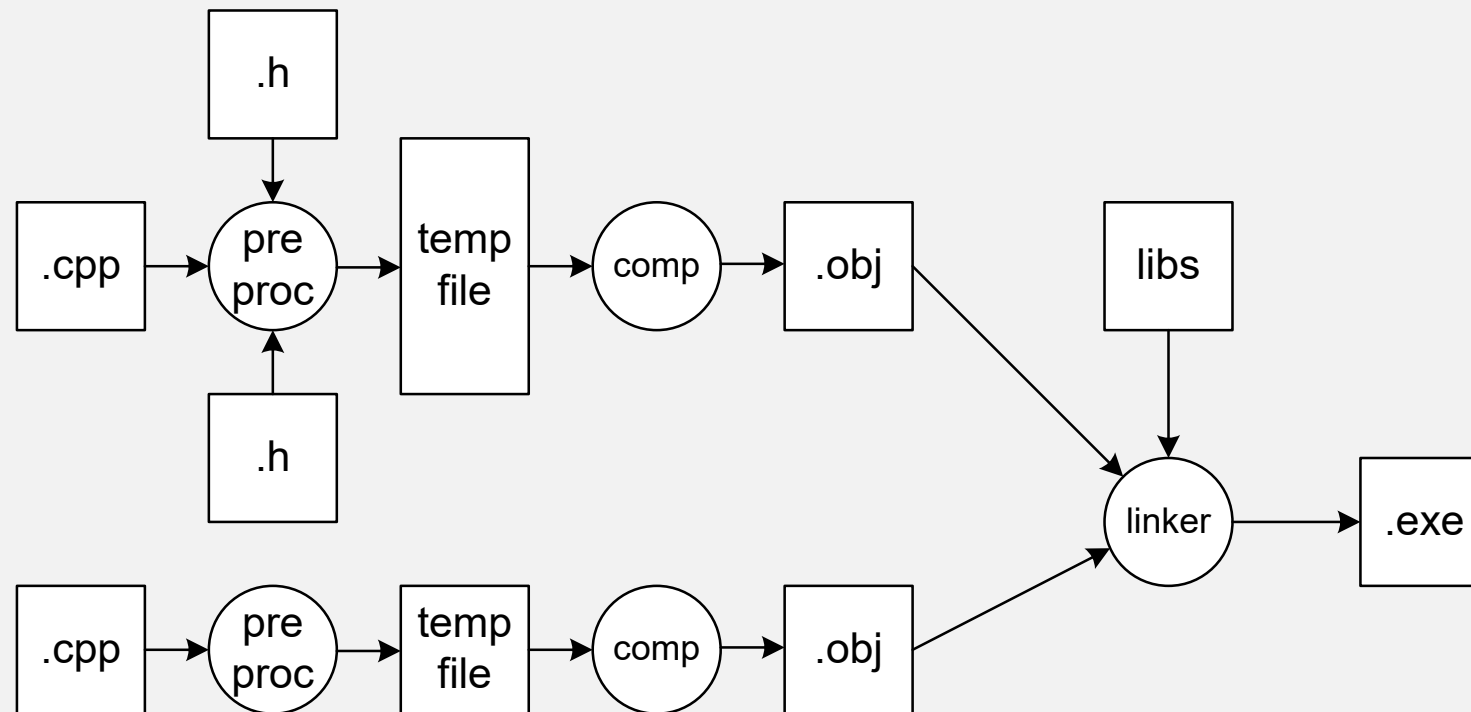 .h
.cpp
pre
proc
temp
file
comp
.obj
libs
.h
linker
.exe
.cpp
pre
proc
temp
file
comp
.obj